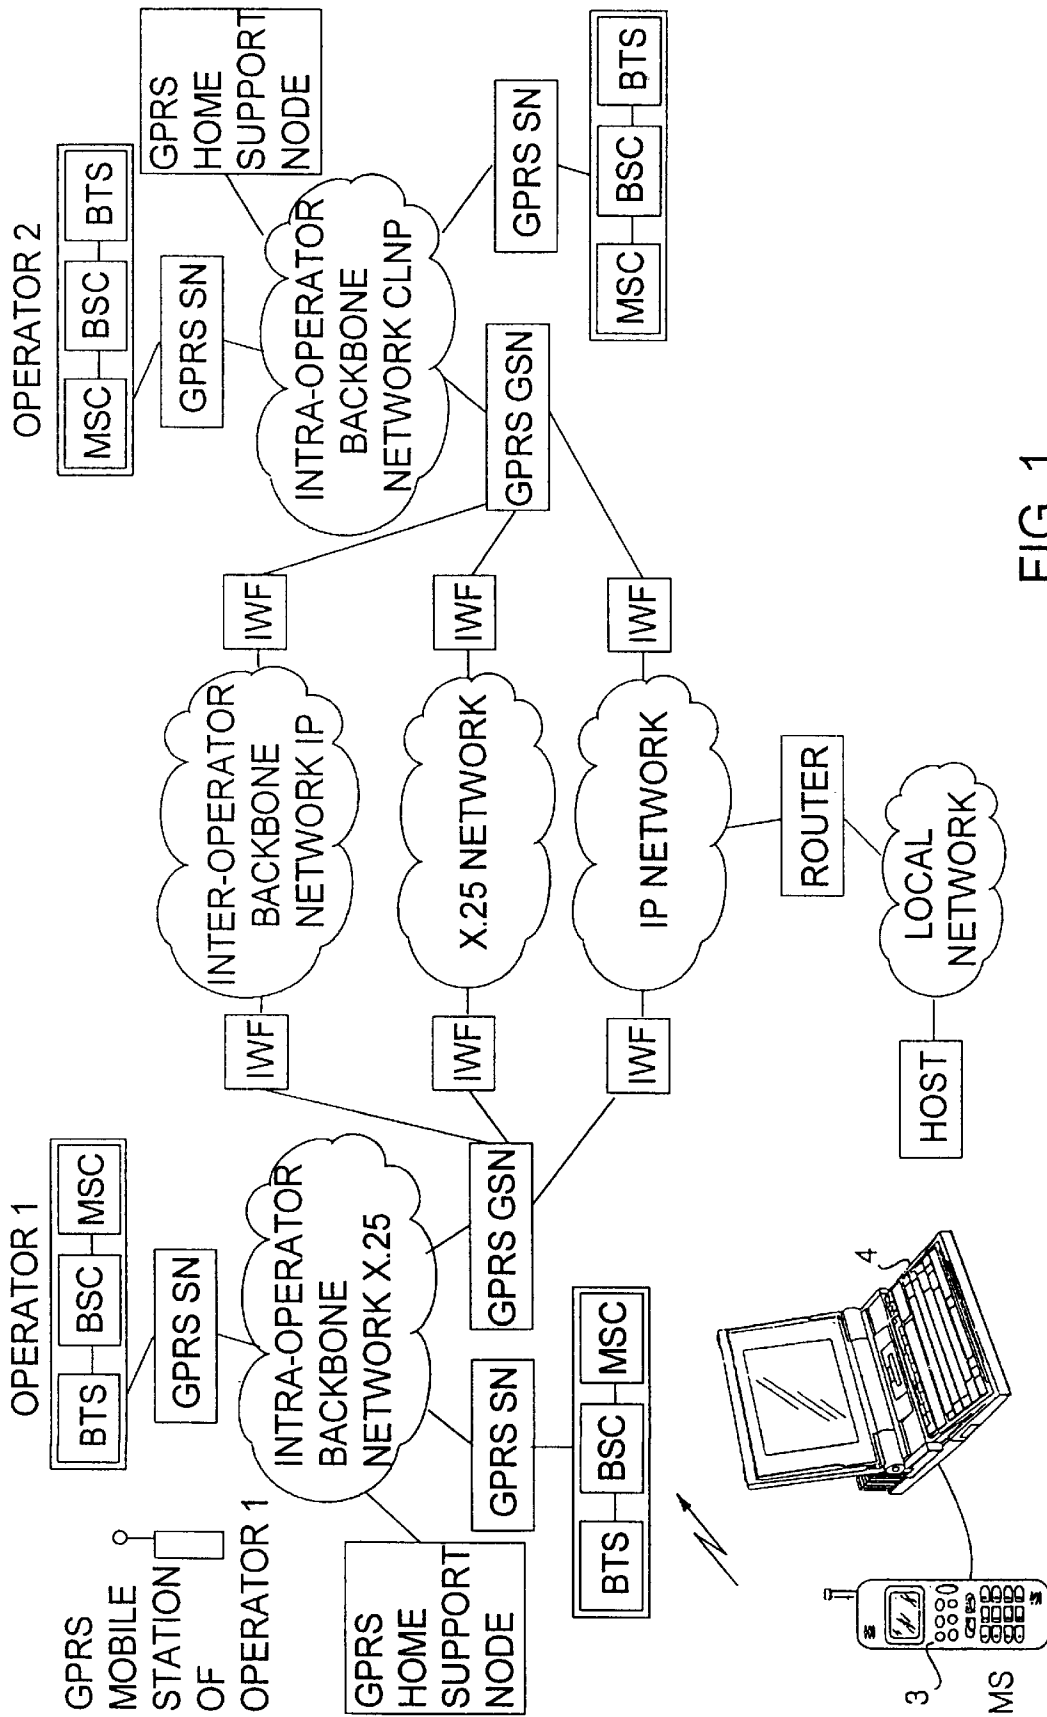 OPERATOR 1
BTS
BSC
MSC
GPRS SN
GPRS
MOBILE
STATION
OF
OPERATOR 1
INTRA-OPERATOR
BACKBONE
NETWORK X.25
GPRS
HOME
SUPPORT
NODE
GPRS SN
BTS
BSC
MSC
GPRS GSN
IWF
IWF
IWF
INTER-OPERATOR
BACKBONE
NETWORK IP
X.25 NETWORK
IP NETWORK
IWF
IWF
IWF
ROUTER
LOCAL
NETWORK
HOST
OPERATOR 2
MSC
BSC
BTS
GPRS SN
GPRS
HOME
SUPPORT
NODE
INTRA-OPERATOR
BACKBONE
NETWORK CLNP
GPRS GSN
GPRS SN
MSC
BSC
BTS
3
MS
4
FIG. 1